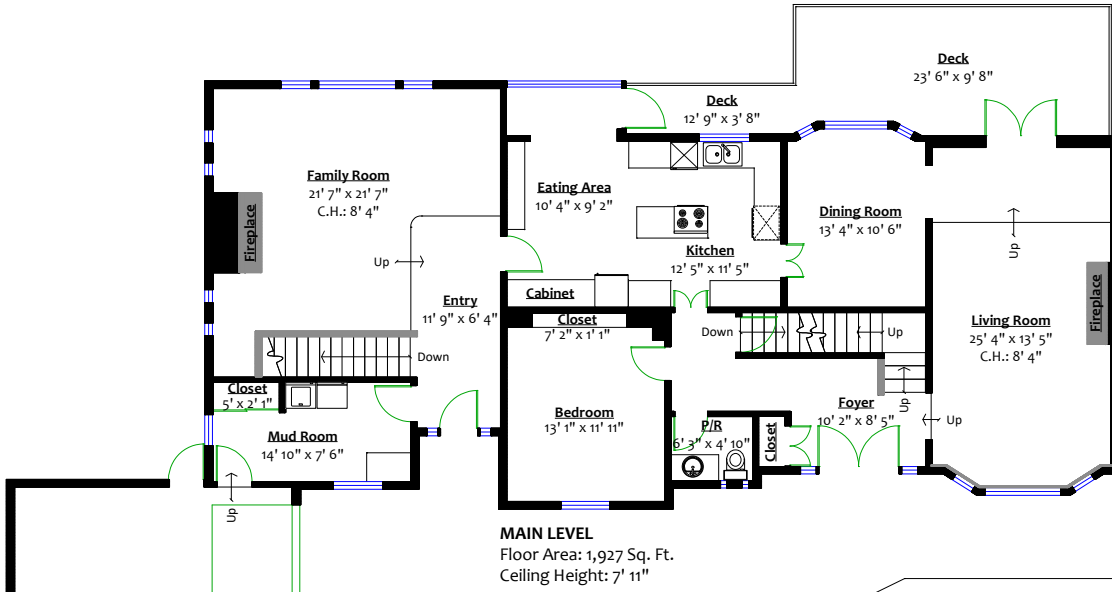 Deck
23' 6" x 9' 8"
Deck
12' 9" x 3' 8"
Family Room
21' 7" x 21' 7"
C.H.: 8' 4"
Fireplace
Up
Eating Area
10' 4" x 9' 2"
Dining Room
13' 4" x 10' 6"
Kitchen
12' 5" x 11' 5"
Up
Cabinet
Entry
11' 9" x 6' 4"
Closet
7' 2" x 1' 1"
Down
Up
Living Room
25' 4" x 13' 5"
C.H.: 8' 4"
Fireplace
Down
Closet
5' x 2' 1"
Mud Room
14' 10" x 7' 6"
Bedroom
13' 1" x 11' 11"
P/R
6' 3" x 4' 10"
Closet
Foyer
10' 2" x 8' 5"
Up
Up
Up
MAIN LEVEL
Floor Area: 1,927 Sq. Ft.
Ceiling Height: 7' 11"